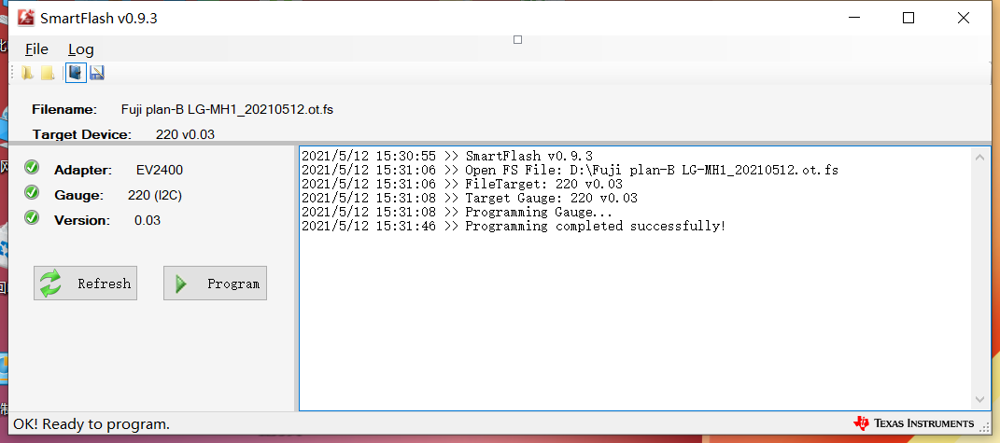 SmartFlash v0.9.3
File Log
Filename: Fuji plan-B LG-MH1_20210512.ot.fs
Target Device: 220 v0.03
Adapter: EV2400
Gauge: 220 (I2C)
Version: 0.03
Refresh Program
2021/5/12 15:30:55 >> SmartFlash v0.9.3
2021/5/12 15:31:06 >> Open FS File: D:\Fuji plan-B LG-MH1_20210512.ot.fs
2021/5/12 15:31:06 >> FileTarget: 220 v0.03
2021/5/12 15:31:08 >> Target Gauge: 220 v0.03
2021/5/12 15:31:08 >> Programming Gauge...
2021/5/12 15:31:46 >> Programming completed successfully!
OK! Ready to program.
TEXAS INSTRUMENTS